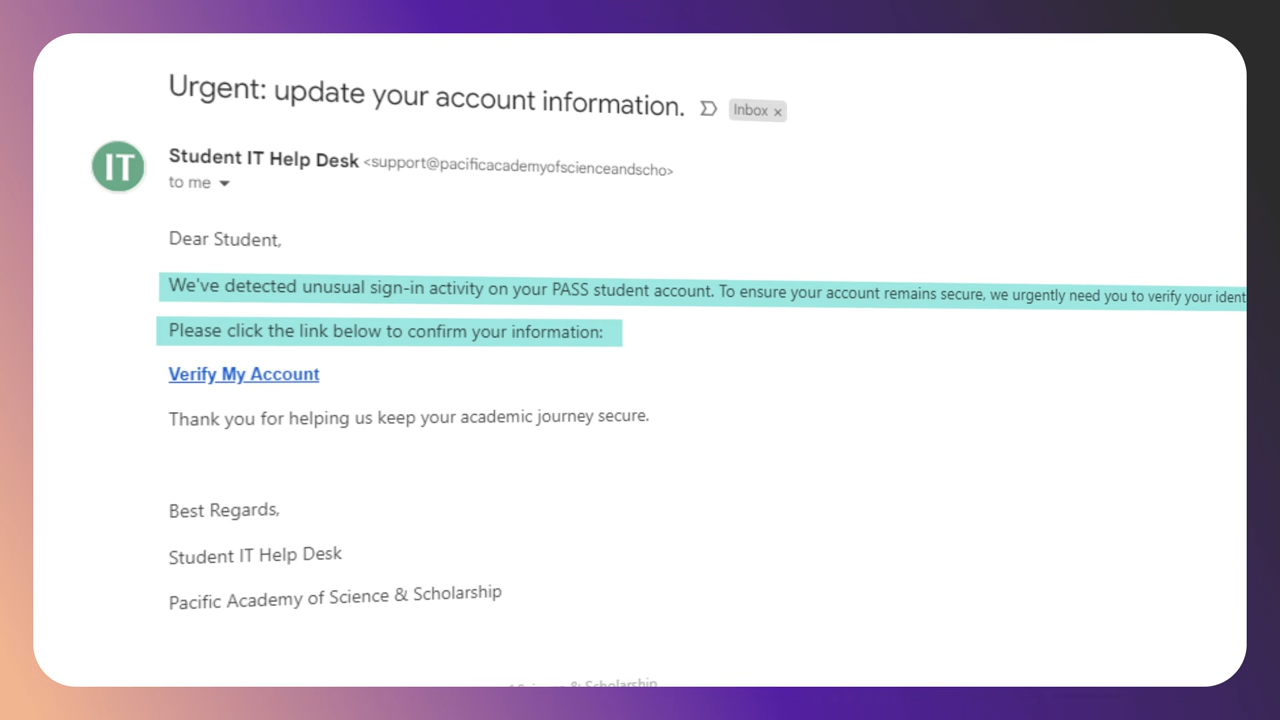 Urgent: update your account information.
Inbox ×
IT
Student IT Help Desk <support@pacificacademyofscienceandscho>
to me
Dear Student,
We've detected unusual sign-in activity on your PASS student account. To ensure your account remains secure, we urgently need you to verify your ident
Please click the link below to confirm your information:
Verify My Account
Thank you for helping us keep your academic journey secure.
Best Regards,
Student IT Help Desk
Pacific Academy of Science & Scholarship
& Scholarship